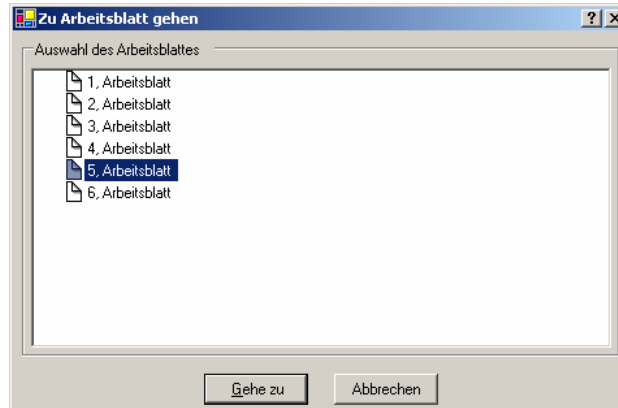 Zu Arbeitsblatt gehen
Auswahl des Arbeitsblattes
1, Arbeitsblatt
2, Arbeitsblatt
3, Arbeitsblatt
4, Arbeitsblatt
5, Arbeitsblatt
6, Arbeitsblatt
Gehe zu Abbrechen